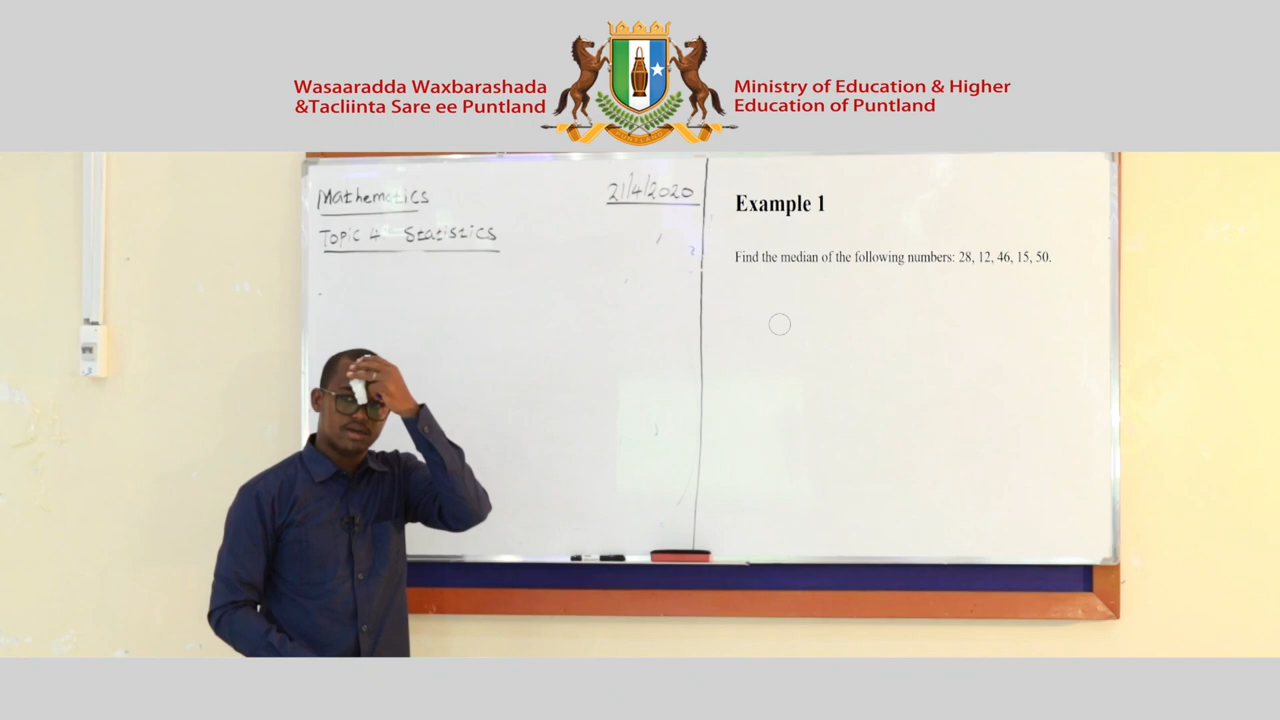 Wasaaradda Waxbarashada
&Tacliinta Sare ee Puntland
Ministry of Education & Higher
Education of Puntland
Mathematics
21/4/2020
Topic 4: Statistics
Example 1
Find the median of the following numbers: 28, 12, 46, 15, 50.